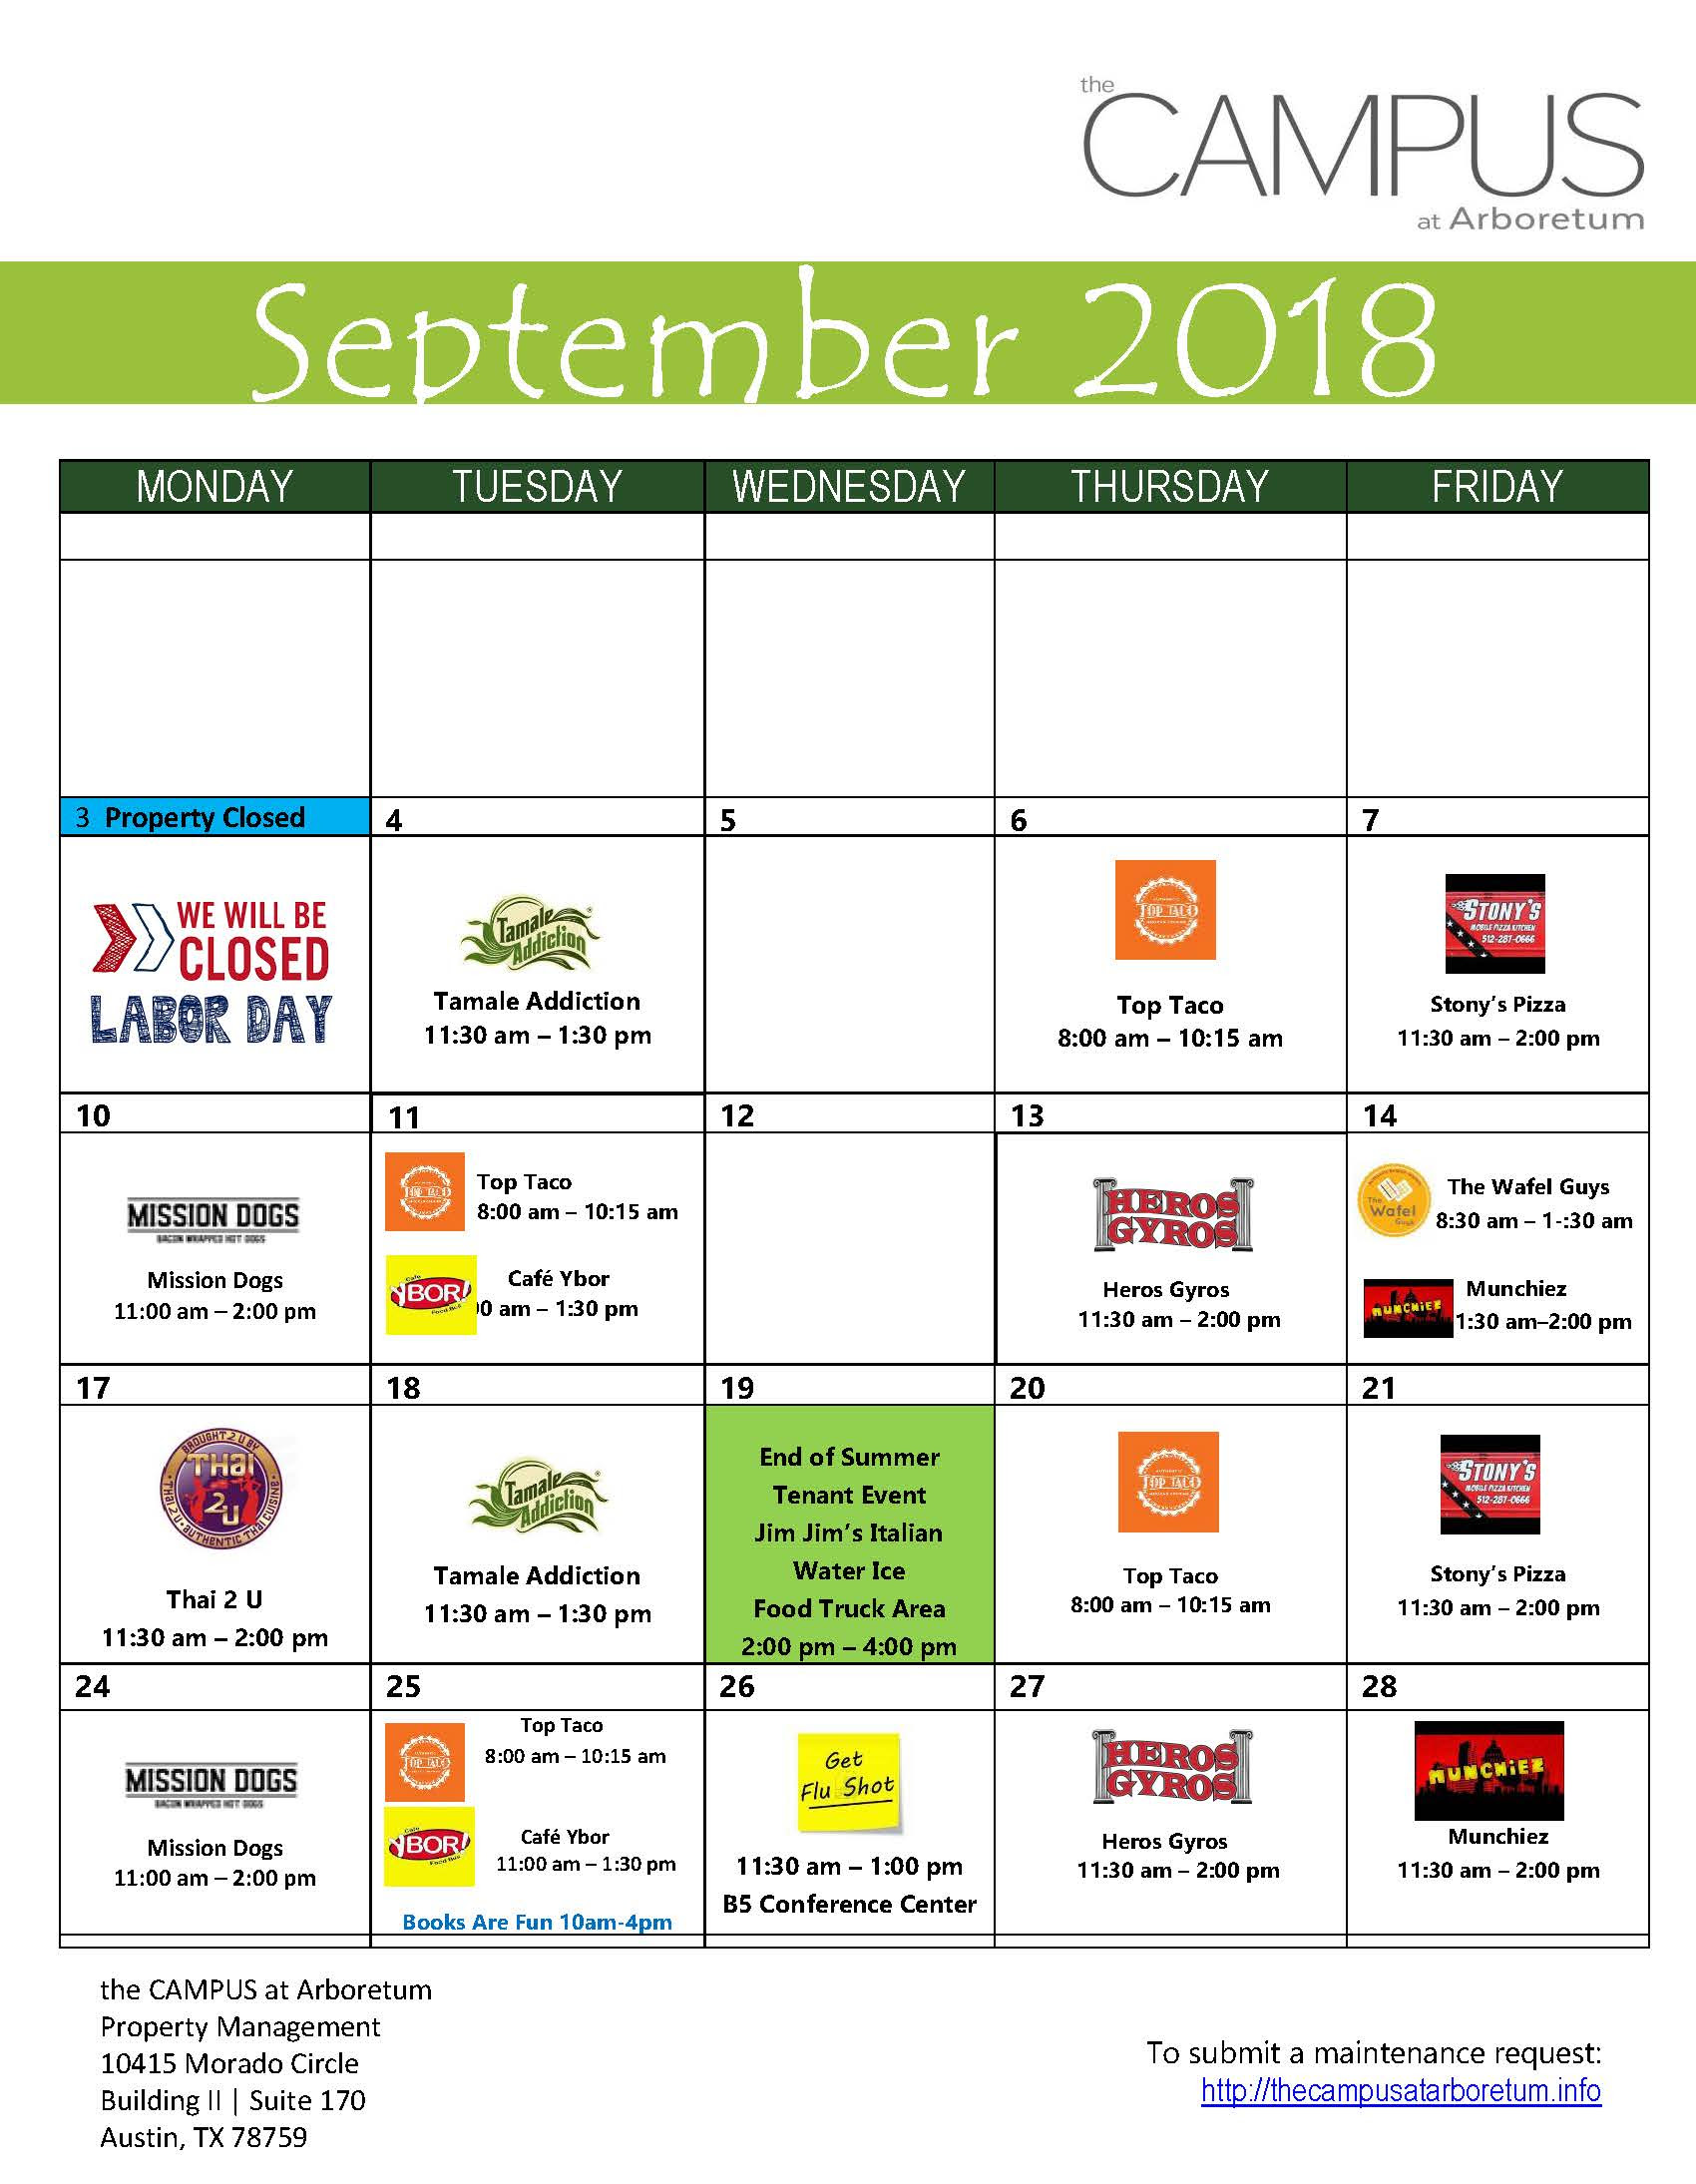 the
CAMPUS
at Arboretum
September 2018
MONDAY TUESDAY WEDNESDAY THURSDAY FRIDAY
3 Property Closed 4 5 6 7
WE WILL BE
CLOSED
LABOR DAY
Tamale
Addiction
Tamale Addiction
11:30 am – 1:30 pm
TOP TACO
Top Taco
8:00 am – 10:15 am
STONY'S
MOBILE PIZZA KITCHEN
512-281-0666
Stony's Pizza
11:30 am – 2:00 pm
10 11 12 13 14
MISSION DOGS
BACON WRAPPED HOT DOGS
Mission Dogs
11:00 am – 2:00 pm
TOP TACO
Top Taco
8:00 am – 10:15 am
Cafe
YBOR!
Food Bus
Café Ybor
0 am – 1:30 pm
HEROS
GYROS
Heros Gyros
11:30 am – 2:00 pm
The
Wafel
Guys
The Wafel Guys
8:30 am – 1-:30 am
MUNCHiEZ
Munchiez
1:30 am–2:00 pm
17 18 19 20 21
BROUGHT 2 U BY
THai
2
U
THAI 2 U • AUTHENTIC THAI CUISINE
Thai 2 U
11:30 am – 2:00 pm
Tamale
Addiction
Tamale Addiction
11:30 am – 1:30 pm
End of Summer
Tenant Event
Jim Jim's Italian
Water Ice
Food Truck Area
2:00 pm – 4:00 pm
TOP TACO
Top Taco
8:00 am – 10:15 am
STONY'S
MOBILE PIZZA KITCHEN
512-281-0666
Stony's Pizza
11:30 am – 2:00 pm
24 25 26 27 28
MISSION DOGS
BACON WRAPPED HOT DOGS
Mission Dogs
11:00 am – 2:00 pm
TOP TACO
Top Taco
8:00 am – 10:15 am
Cafe
YBOR!
Food Bus
Café Ybor
11:00 am – 1:30 pm
Books Are Fun 10am-4pm
Get
Flu Shot
11:30 am – 1:00 pm
B5 Conference Center
HEROS
GYROS
Heros Gyros
11:30 am – 2:00 pm
MUNCHiEZ
Munchiez
11:30 am – 2:00 pm
the CAMPUS at Arboretum
Property Management
10415 Morado Circle
Building II | Suite 170
Austin, TX 78759
To submit a maintenance request:
http://thecampusatarboretum.info